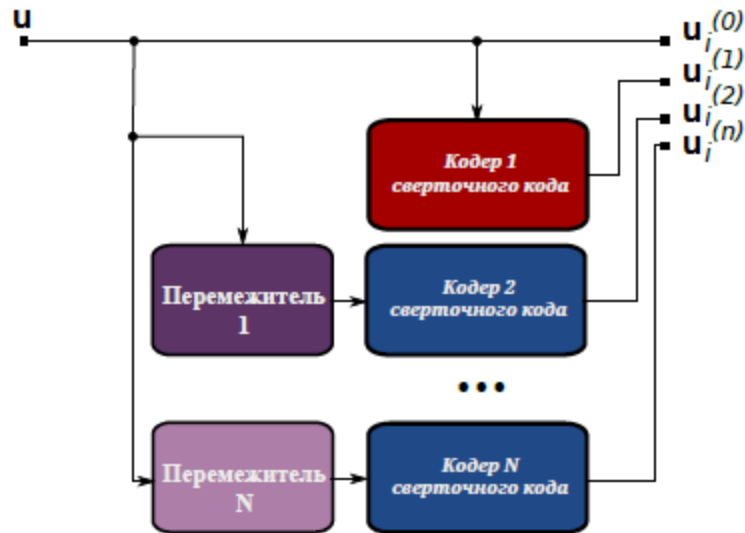 u
u_i^(0)
u_i^(1)
u_i^(2)
u_i^(n)
Кодер 1
сверточного кода
Перемежитель
1
Кодер 2
сверточного кода
•••
Перемежитель
N
Кодер N
сверточного кода